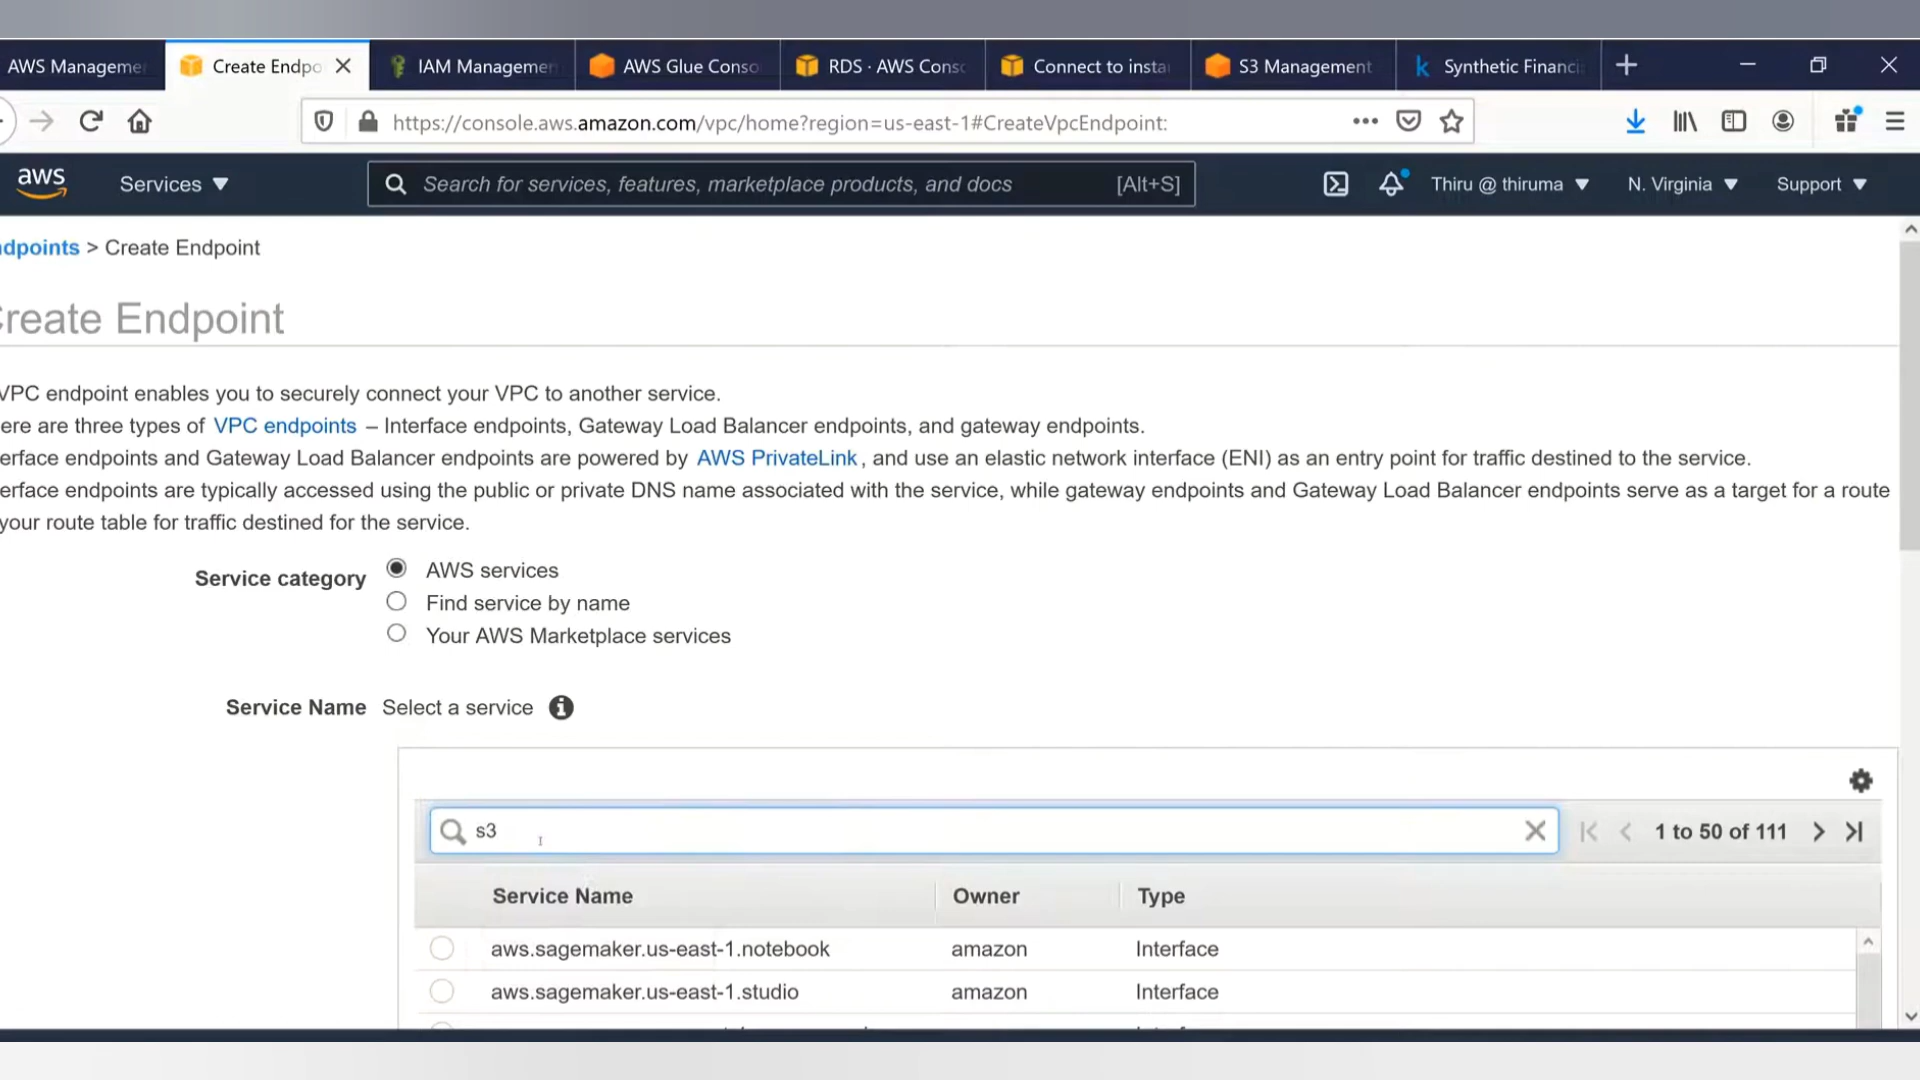 AWS Manageme
Create Endpo
IAM Managemen
AWS Glue Conso
RDS · AWS Conso
Connect to insta
S3 Management
Synthetic Financi
https://console.aws.amazon.com/vpc/home?region=us-east-1#CreateVpcEndpoint:
aws
Services
Search for services, features, marketplace products, and docs [Alt+S]
Thiru @ thiruma
N. Virginia
Support
dpoints > Create Endpoint
Create Endpoint
VPC endpoint enables you to securely connect your VPC to another service.
ere are three types of VPC endpoints – Interface endpoints, Gateway Load Balancer endpoints, and gateway endpoints.
erface endpoints and Gateway Load Balancer endpoints are powered by AWS PrivateLink, and use an elastic network interface (ENI) as an entry point for traffic destined to the service.
erface endpoints are typically accessed using the public or private DNS name associated with the service, while gateway endpoints and Gateway Load Balancer endpoints serve as a target for a route
your route table for traffic destined for the service.
Service category
AWS services
Find service by name
Your AWS Marketplace services
Service Name Select a service
s3
1 to 50 of 111
Service Name Owner Type
aws.sagemaker.us-east-1.notebook amazon Interface
aws.sagemaker.us-east-1.studio amazon Interface